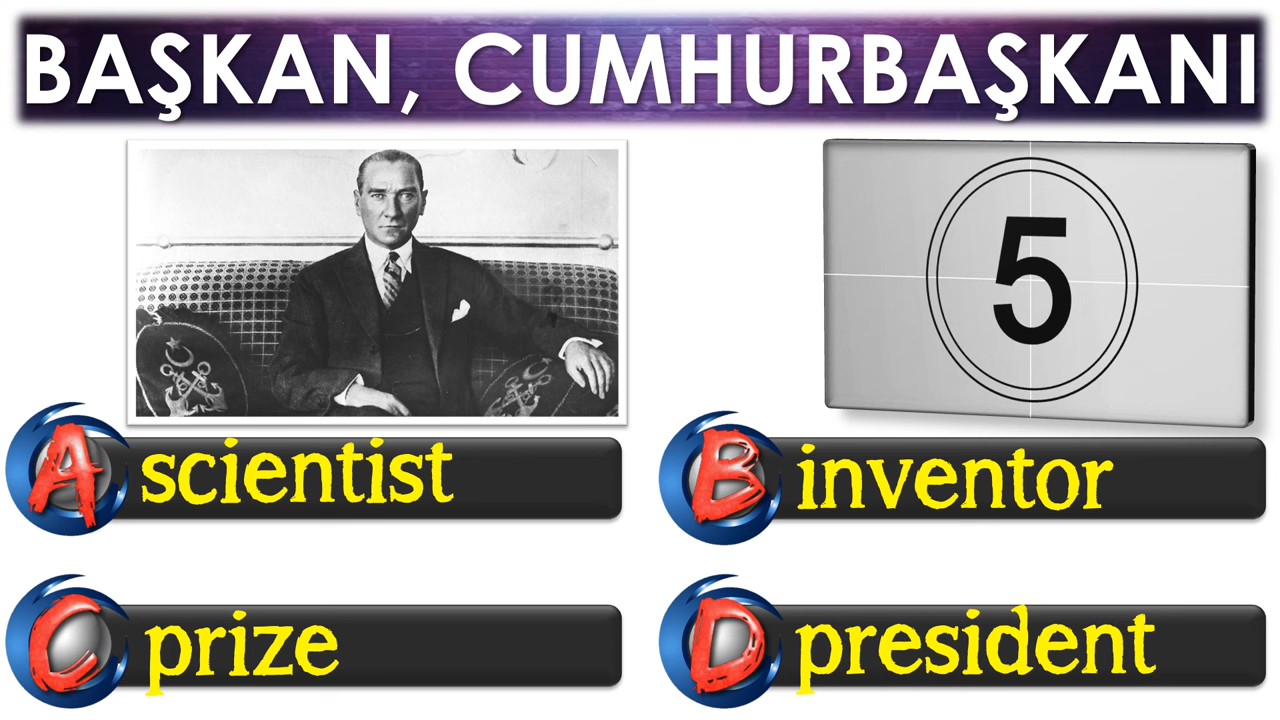 BAŞKAN, CUMHURBAŞKANI
5
A scientist
B inventor
C prize
D president